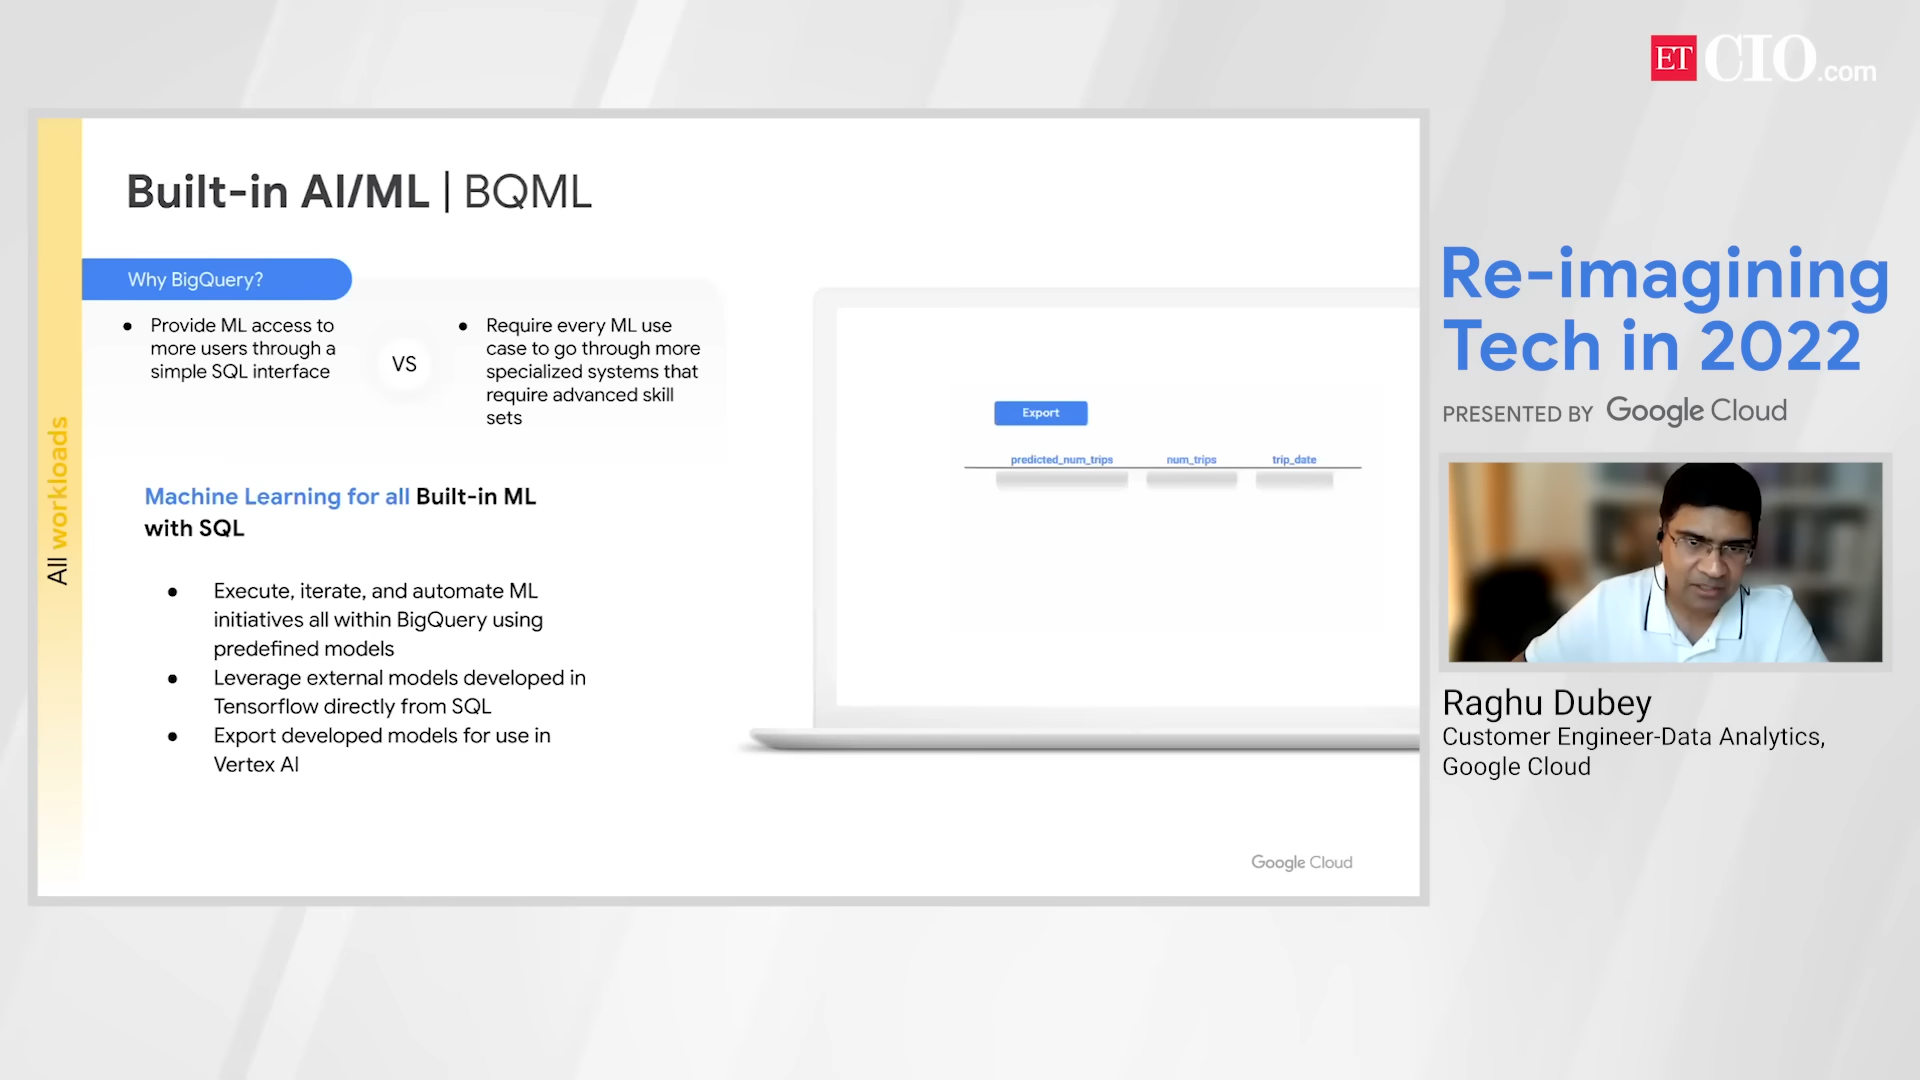 ET CIO.com
Built-in AI/ML | BQML
Why BigQuery?
● Provide ML access to
more users through a
simple SQL interface
VS
● Require every ML use
case to go through more
specialized systems that
require advanced skill
sets
All workloads
Machine Learning for all Built-in ML
with SQL
● Execute, iterate, and automate ML
initiatives all within BigQuery using
predefined models
● Leverage external models developed in
Tensorflow directly from SQL
● Export developed models for use in
Vertex AI
Export
predicted_num_trips num_trips trip_date
Google Cloud
Re-imagining
Tech in 2022
PRESENTED BY Google Cloud
Raghu Dubey
Customer Engineer-Data Analytics,
Google Cloud